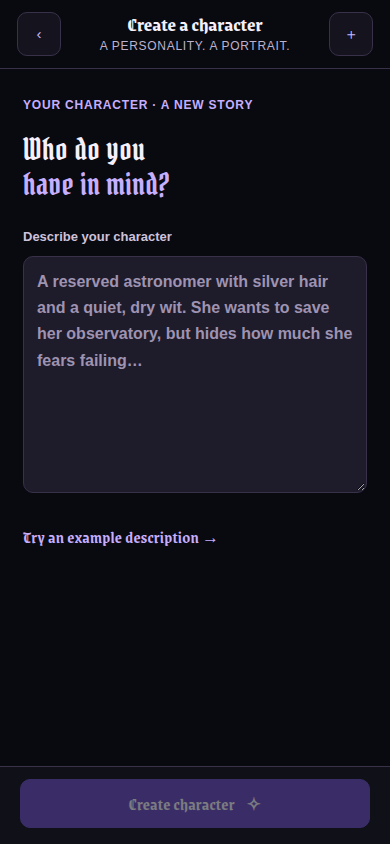 ‹
Create a character
A PERSONALITY. A PORTRAIT.
+
YOUR CHARACTER · A NEW STORY
Who do you
have in mind?
Describe your character
A reserved astronomer with silver hair
and a quiet, dry wit. She wants to save
her observatory, but hides how much she
fears failing…
Try an example description →
Create character ✧